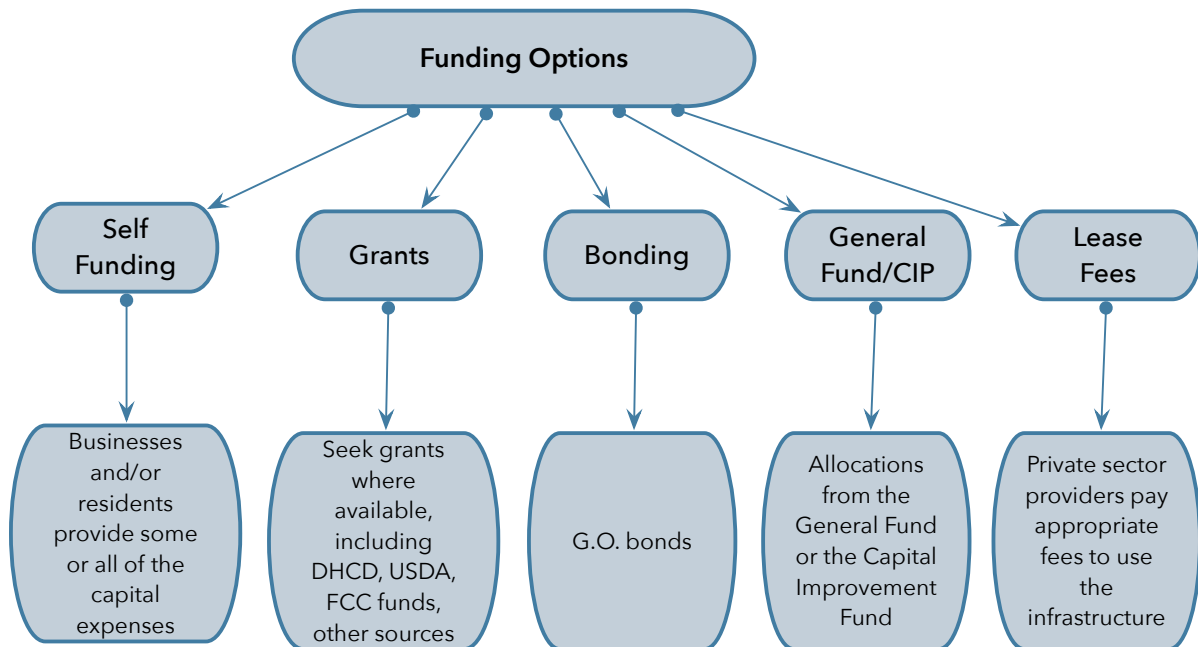 Funding Options
Self
Funding
Grants
Bonding
General
Fund/CIP
Lease
Fees
Businesses
and/or
residents
provide some
or all of the
capital
expenses
Seek grants
where
available,
including
DHCD, USDA,
FCC funds,
other sources
G.O. bonds
Allocations
from the
General Fund
or the Capital
Improvement
Fund
Private sector
providers pay
appropriate
fees to use
the
infrastructure